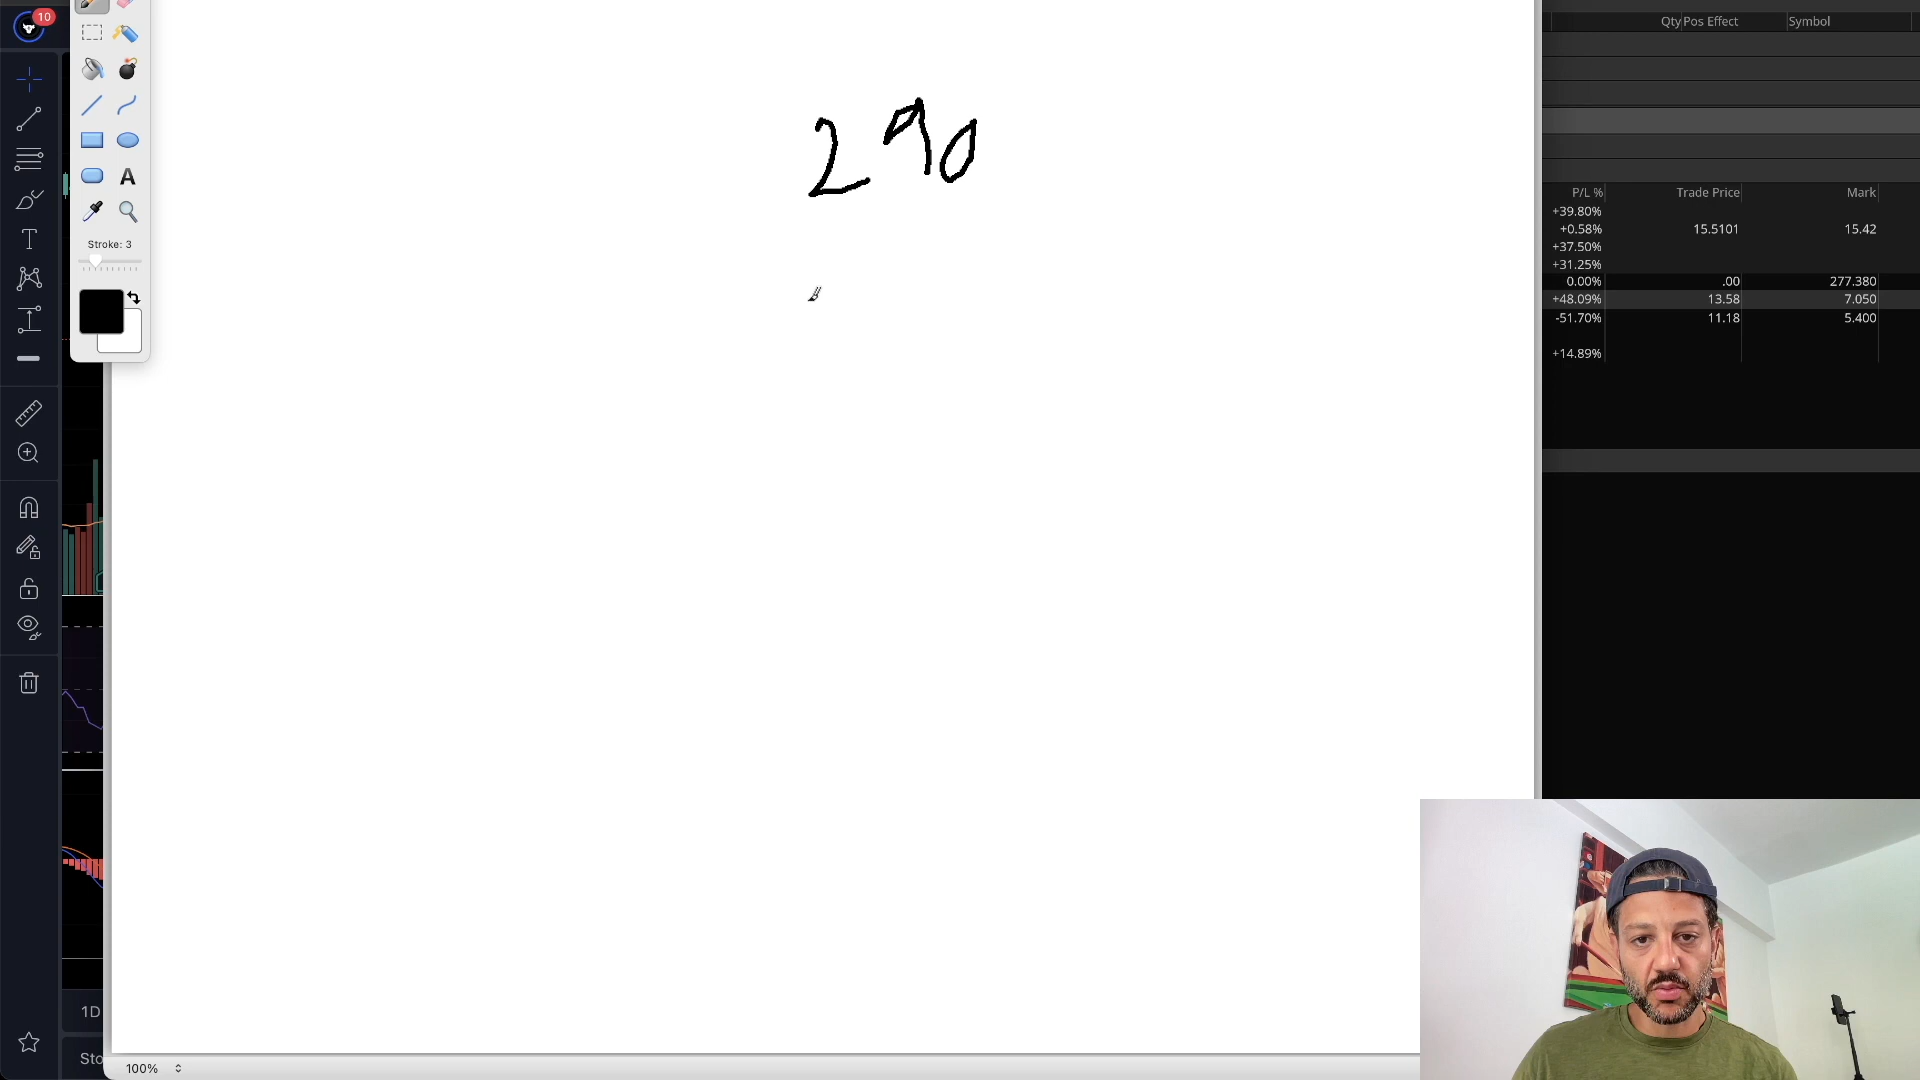 10
Qty Pos Effect Symbol
290
P/L % Trade Price Mark
+39.80%
+0.58% 15.5101 15.42
+37.50%
+31.25%
0.00% .00 277.380
+48.09% 13.58 7.050
-51.70% 11.18 5.400
+14.89%
A
Stroke: 3
T
1D
Sto
100%